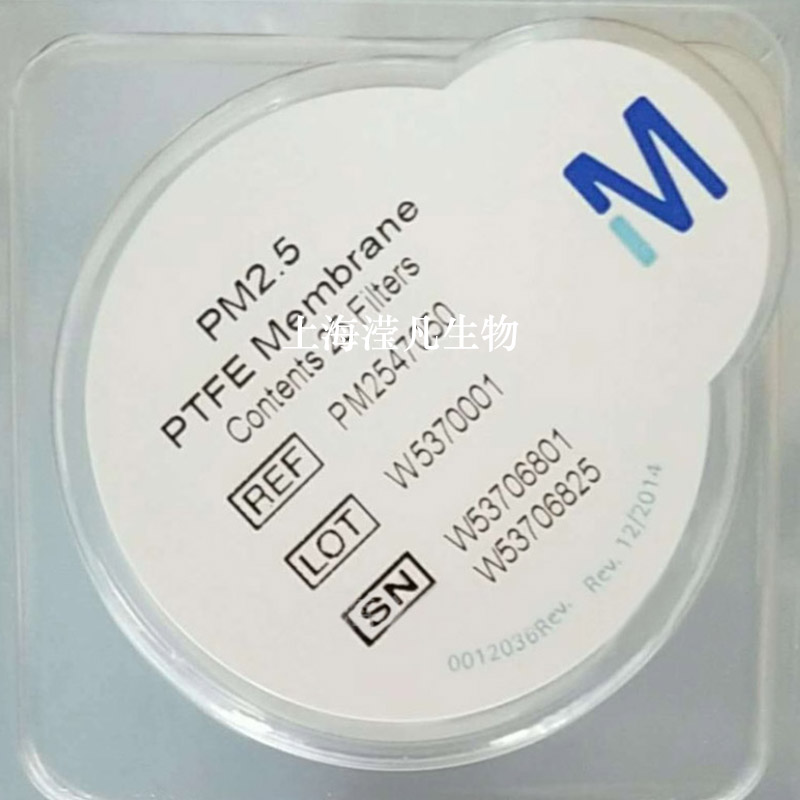 M
PM2.5
PTFE Membrane
Contents 25 Filters
REF PM2547050
LOT W5370001
SN W53706801
W53706825
0012036Rev. Rev. 12/2014
上海滢凡生物